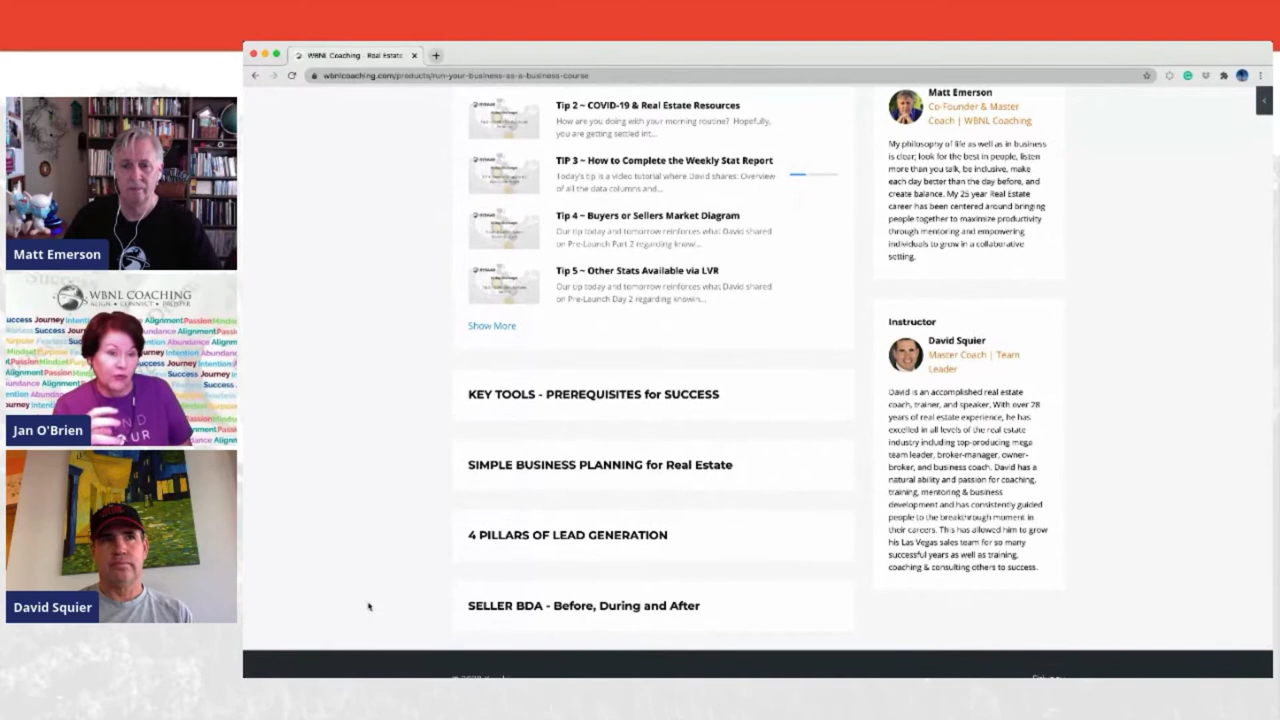 WBNL Coaching - Real Estate
wbnlcoaching.com/products/run-your-business-as-a-business-course
Matt Emerson
WBNL COACHING
ALIGN • CONNECT • PROSPER
Jan O'Brien
David Squier
Tip 2 ~ COVID-19 & Real Estate Resources
How are you doing with your morning routine? Hopefully,
you are getting settled int...
TIP 3 ~ How to Complete the Weekly Stat Report
Today's tip is a video tutorial where David shares: Overview
of all the data columns and...
Tip 4 ~ Buyers or Sellers Market Diagram
Our tip today and tomorrow reinforces what David shared
on Pre-Launch Part 2 regarding knowi...
Tip 5 ~ Other Stats Available via LVR
Our tip today and tomorrow reinforces what David shared
on Pre-Launch Day 2 regarding knowin...
Show More
KEY TOOLS - PREREQUISITES for SUCCESS
SIMPLE BUSINESS PLANNING for Real Estate
4 PILLARS OF LEAD GENERATION
SELLER BDA - Before, During and After
Matt Emerson
Co-Founder & Master
Coach | WBNL Coaching
My philosophy of life as well as in business
is clear; look for the best in people, listen
more than you talk, be inclusive, make
each day better than the day before, and
create balance. My 25 year Real Estate
career has been centered around bringing
people together to maximize productivity
through mentoring and empowering
individuals to grow in a collaborative
setting.
Instructor
David Squier
Master Coach | Team
Leader
David is an accomplished real estate
coach, trainer, and speaker. With over 28
years of real estate experience, he has
excelled in all levels of the real estate
industry including top-producing mega
team leader, broker-manager, owner-
broker, and business coach. David has a
natural ability and passion for coaching,
training, mentoring & business
development and has consistently guided
people to the breakthrough moment in
their careers. This has allowed him to grow
his Las Vegas sales team for so many
successful years as well as training,
coaching & consulting others to success.